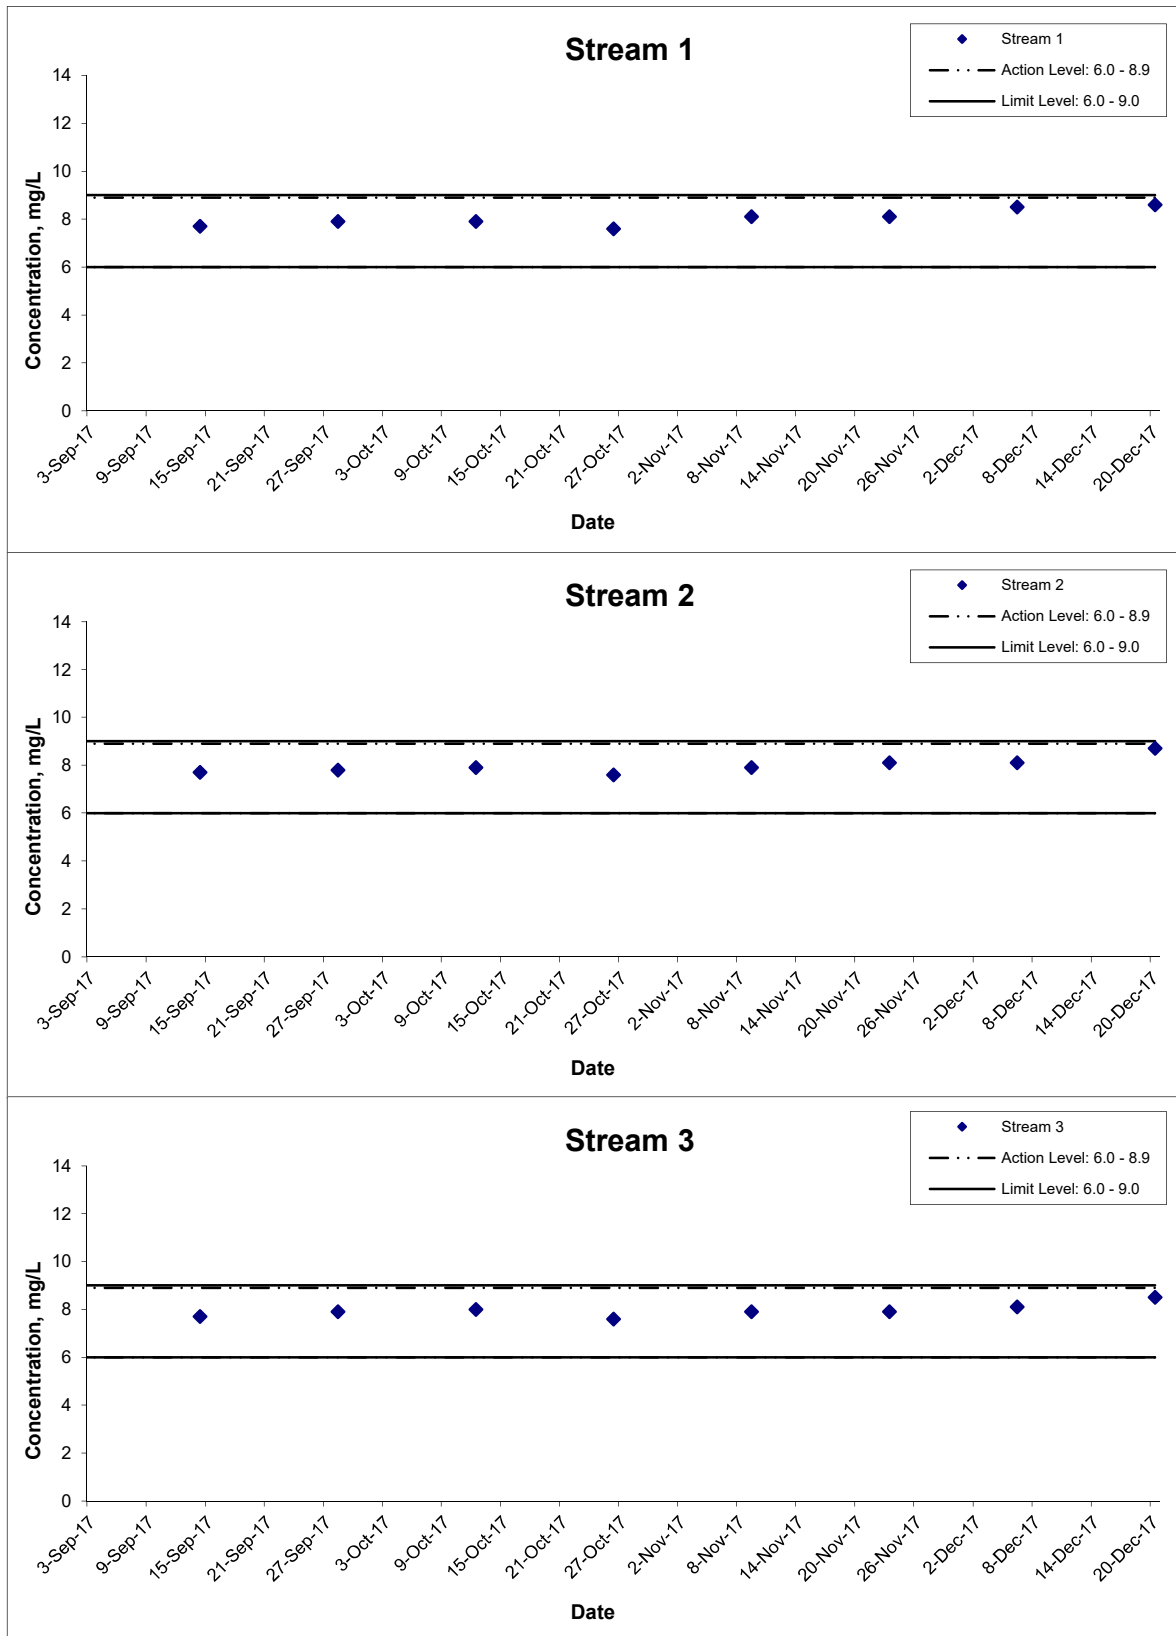 Stream 1
Stream 1
Action Level: 6.0 - 8.9
Limit Level: 6.0 - 9.0
Concentration, mg/L
14
12
10
8
6
4
2
0
3-Sep-17
9-Sep-17
15-Sep-17
21-Sep-17
27-Sep-17
3-Oct-17
9-Oct-17
15-Oct-17
21-Oct-17
27-Oct-17
2-Nov-17
8-Nov-17
14-Nov-17
20-Nov-17
26-Nov-17
2-Dec-17
8-Dec-17
14-Dec-17
20-Dec-17
Date
Stream 2
Stream 2
Action Level: 6.0 - 8.9
Limit Level: 6.0 - 9.0
Concentration, mg/L
14
12
10
8
6
4
2
0
3-Sep-17
9-Sep-17
15-Sep-17
21-Sep-17
27-Sep-17
3-Oct-17
9-Oct-17
15-Oct-17
21-Oct-17
27-Oct-17
2-Nov-17
8-Nov-17
14-Nov-17
20-Nov-17
26-Nov-17
2-Dec-17
8-Dec-17
14-Dec-17
20-Dec-17
Date
Stream 3
Stream 3
Action Level: 6.0 - 8.9
Limit Level: 6.0 - 9.0
Concentration, mg/L
14
12
10
8
6
4
2
0
3-Sep-17
9-Sep-17
15-Sep-17
21-Sep-17
27-Sep-17
3-Oct-17
9-Oct-17
15-Oct-17
21-Oct-17
27-Oct-17
2-Nov-17
8-Nov-17
14-Nov-17
20-Nov-17
26-Nov-17
2-Dec-17
8-Dec-17
14-Dec-17
20-Dec-17
Date